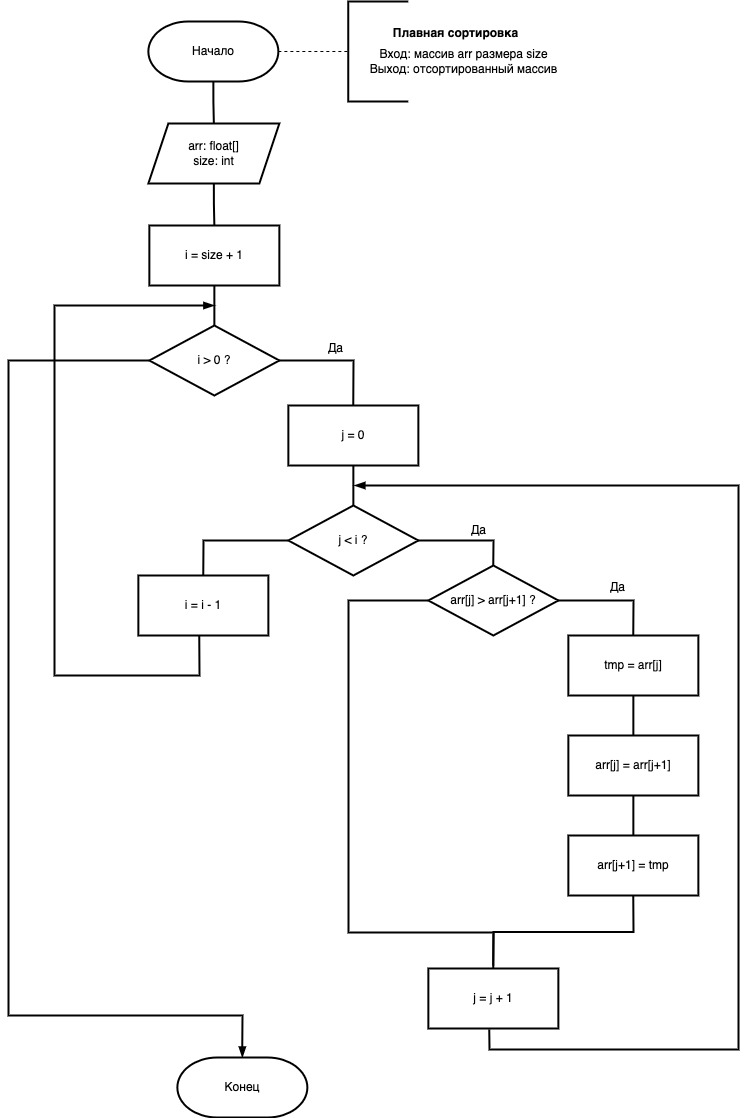 Плавная сортировка
Начало
Вход: массив arr размера size
Выход: отсортированный массив
arr: float[]
size: int
i = size + 1
i > 0 ?
Да
j = 0
j < i ?
Да
arr[j] > arr[j+1] ?
Да
i = i - 1
tmp = arr[j]
arr[j] = arr[j+1]
arr[j+1] = tmp
j = j + 1
Конец